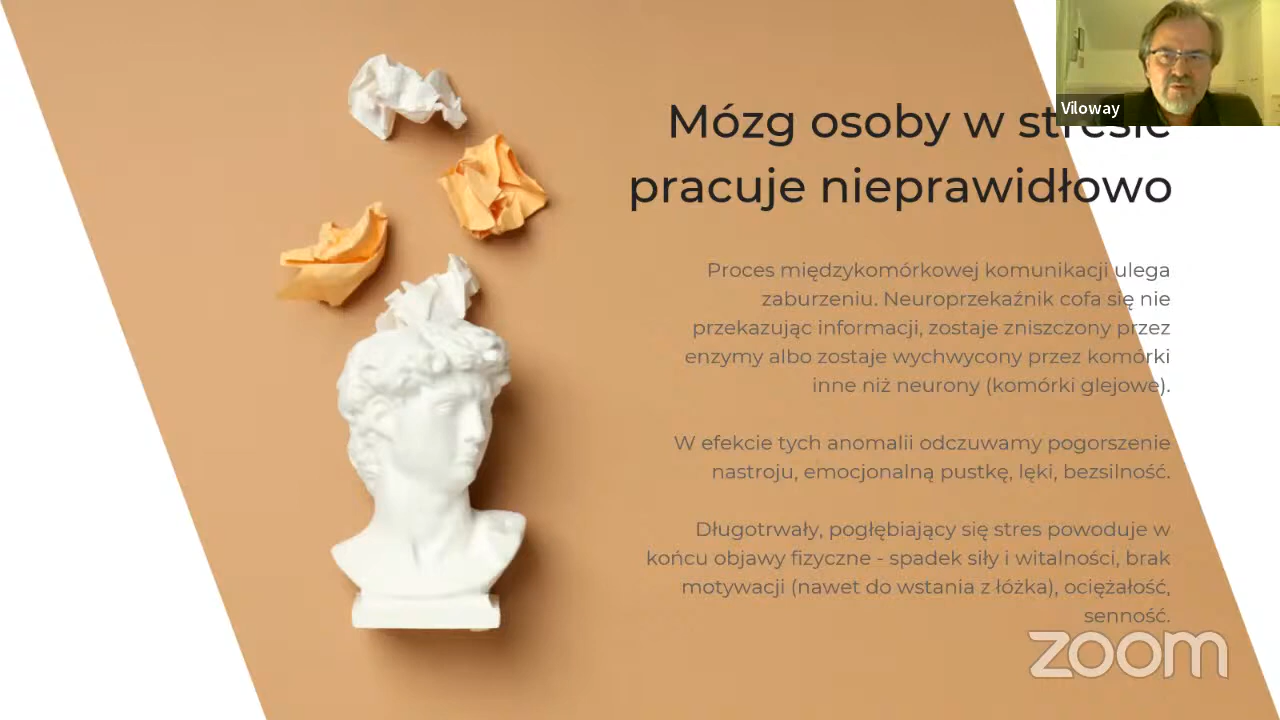 Viloway
Mózg osoby w stresie
pracuje nieprawidłowo
Proces międzykomórkowej komunikacji ulega
zaburzeniu. Neuroprzekaźnik cofa się nie
przekazując informacji, zostaje zniszczony przez
enzymy albo zostaje wychwycony przez komórki
inne niż neurony (komórki glejowe).
W efekcie tych anomalii odczuwamy pogorszenie
nastroju, emocjonalną pustkę, lęki, bezsilność.
Długotrwały, pogłębiający się stres powoduje w
końcu objawy fizyczne - spadek siły i witalności, brak
motywacji (nawet do wstania z łóżka), ociężałość,
senność.
zoom